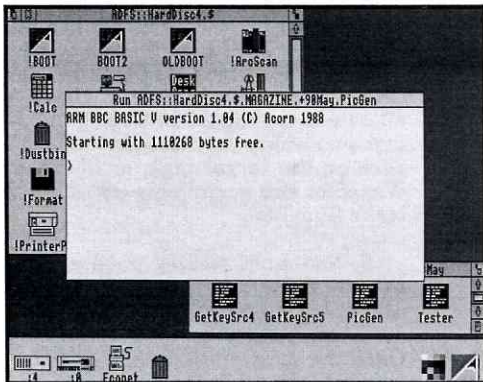 ADFS::HardDisc4.$
!BOOT BOOT2 OLDBOOT !ArcScan
!Calc
Desk
Run ADFS::HardDisc4.$.MAGAZINE.+90May.PicGen
ARM BBC BASIC V version 1.04 (C) Acorn 1988
!Dustbin
Starting with 1110268 bytes free.
>
!Format
!PrinterP
May
GetKeySrc4 GetKeySrc5 PicGen Tester
:4 :0 Econet